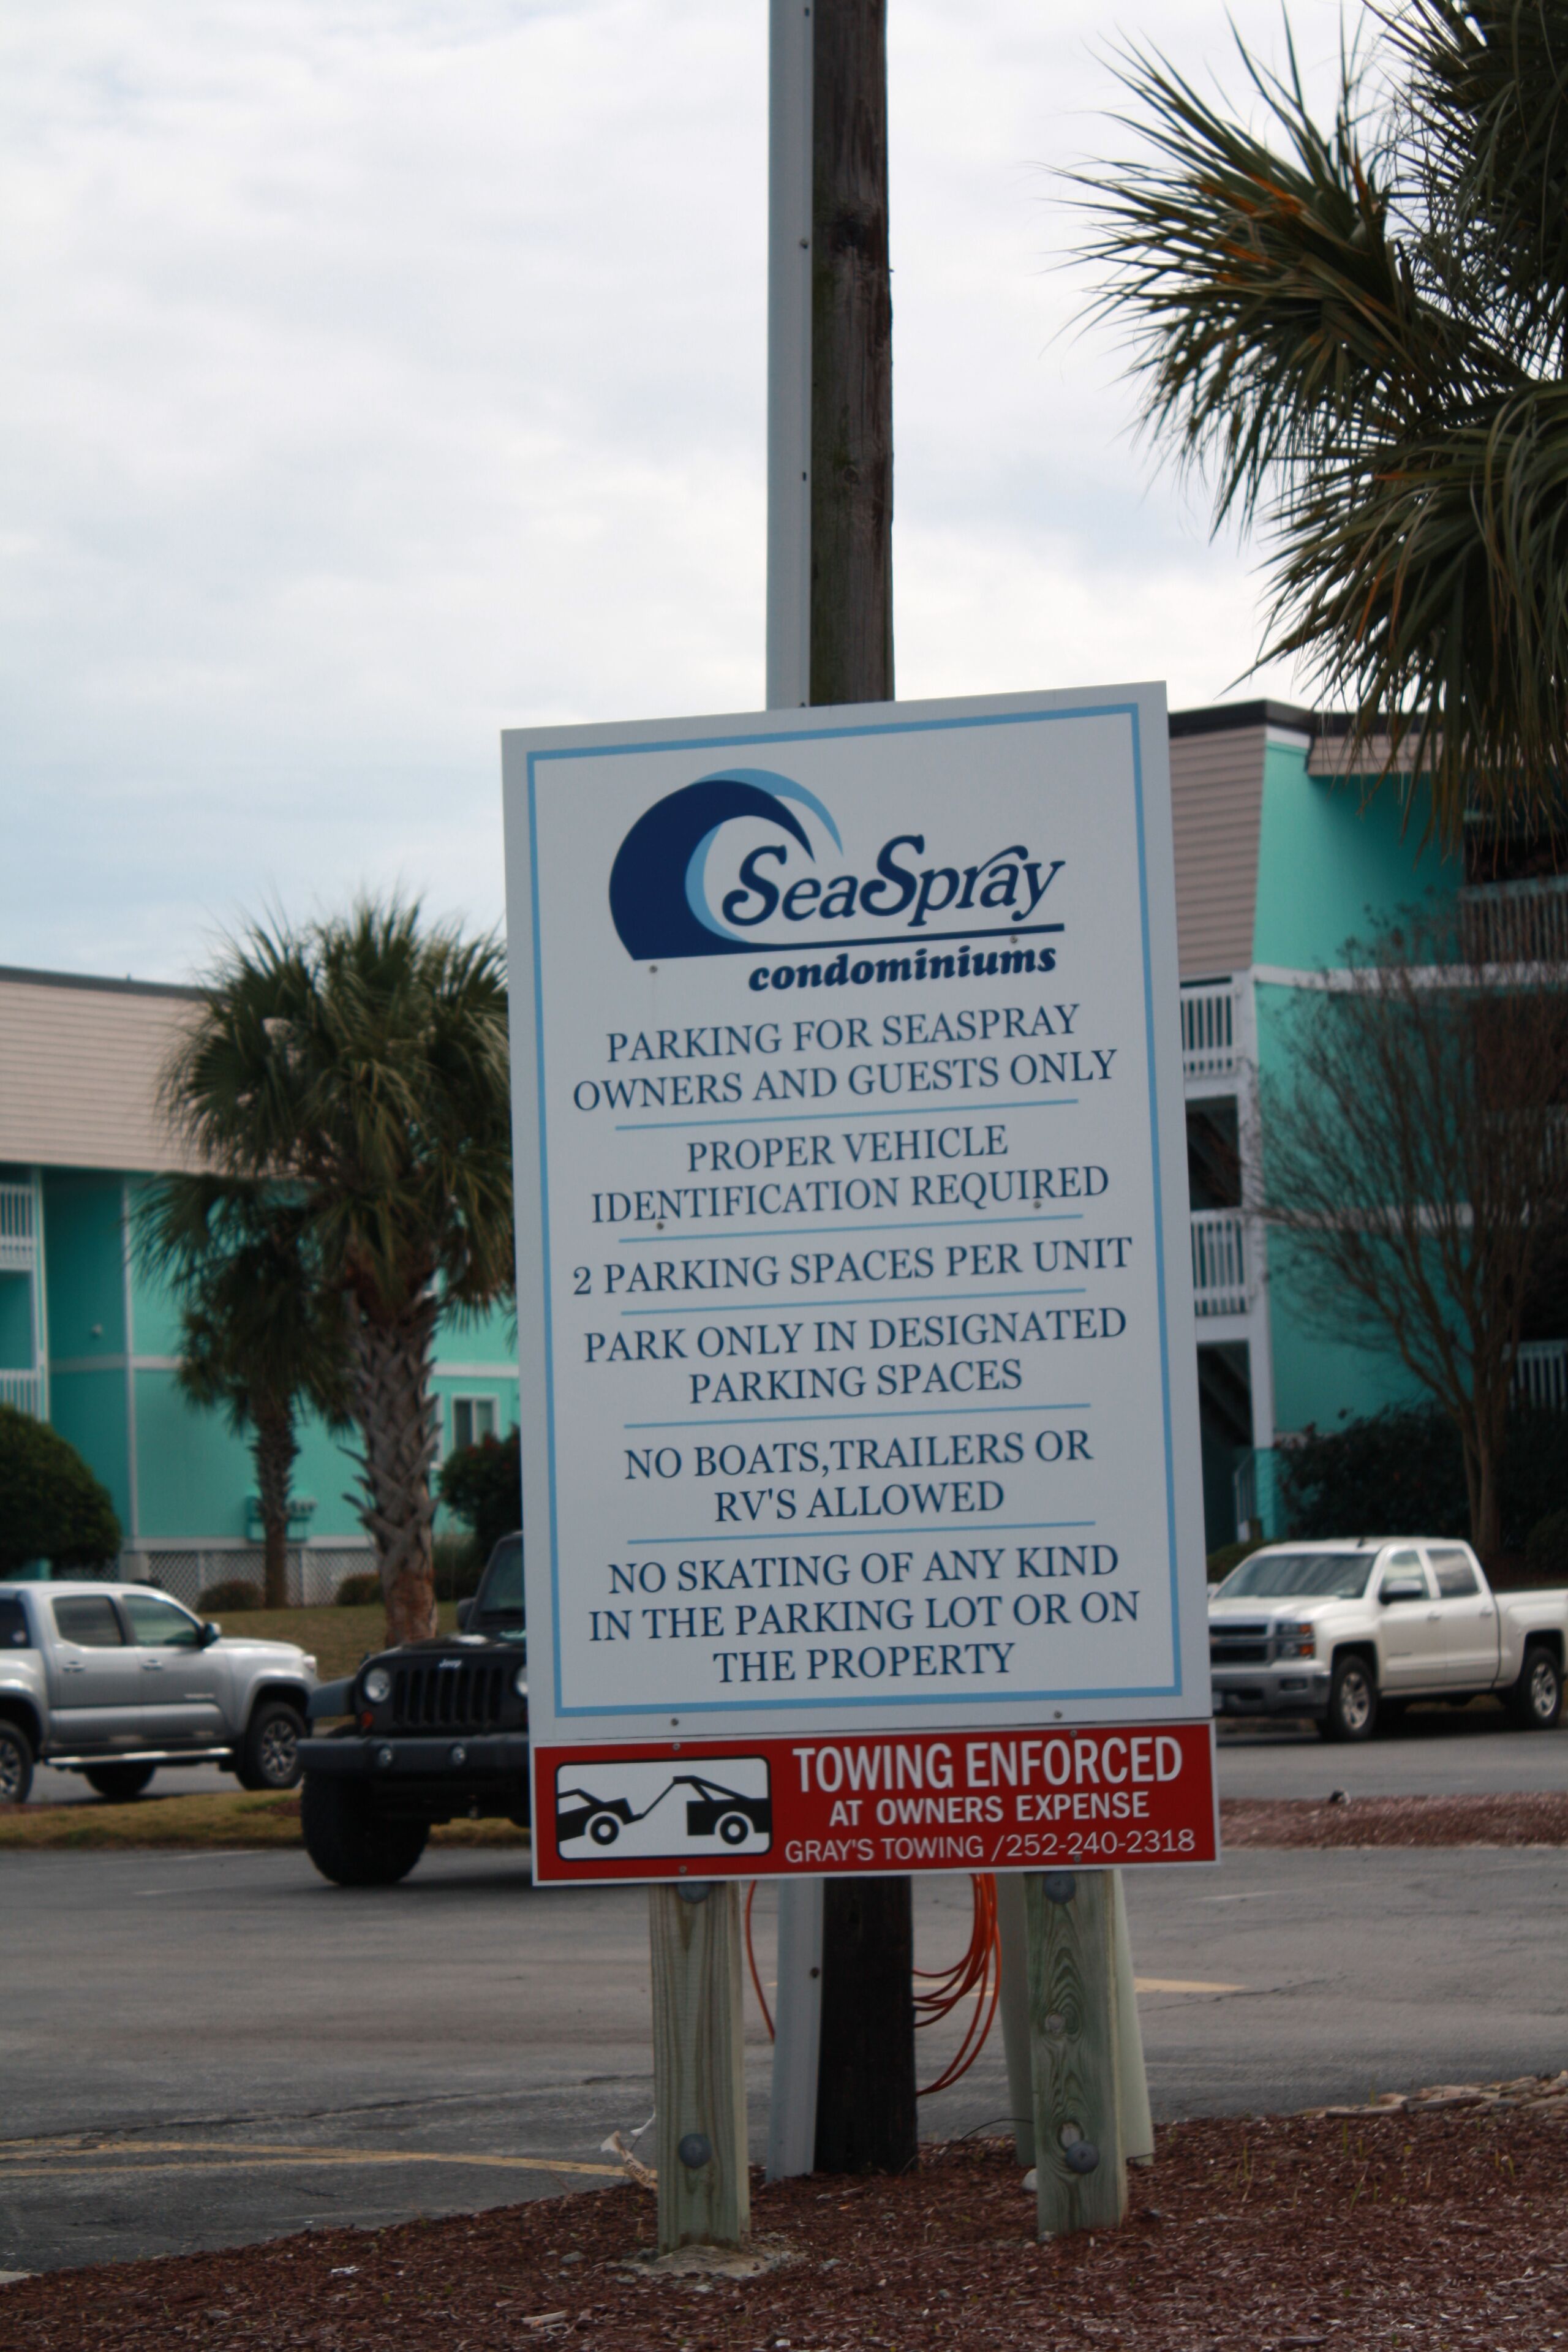 SeaSpray
condominiums
PARKING FOR SEASPRAY
OWNERS AND GUESTS ONLY
PROPER VEHICLE
IDENTIFICATION REQUIRED
2 PARKING SPACES PER UNIT
PARK ONLY IN DESIGNATED
PARKING SPACES
NO BOATS,TRAILERS OR
RV'S ALLOWED
NO SKATING OF ANY KIND
IN THE PARKING LOT OR ON
THE PROPERTY
Jeep
TOWING ENFORCED
AT OWNERS EXPENSE
GRAY'S TOWING /252-240-2318